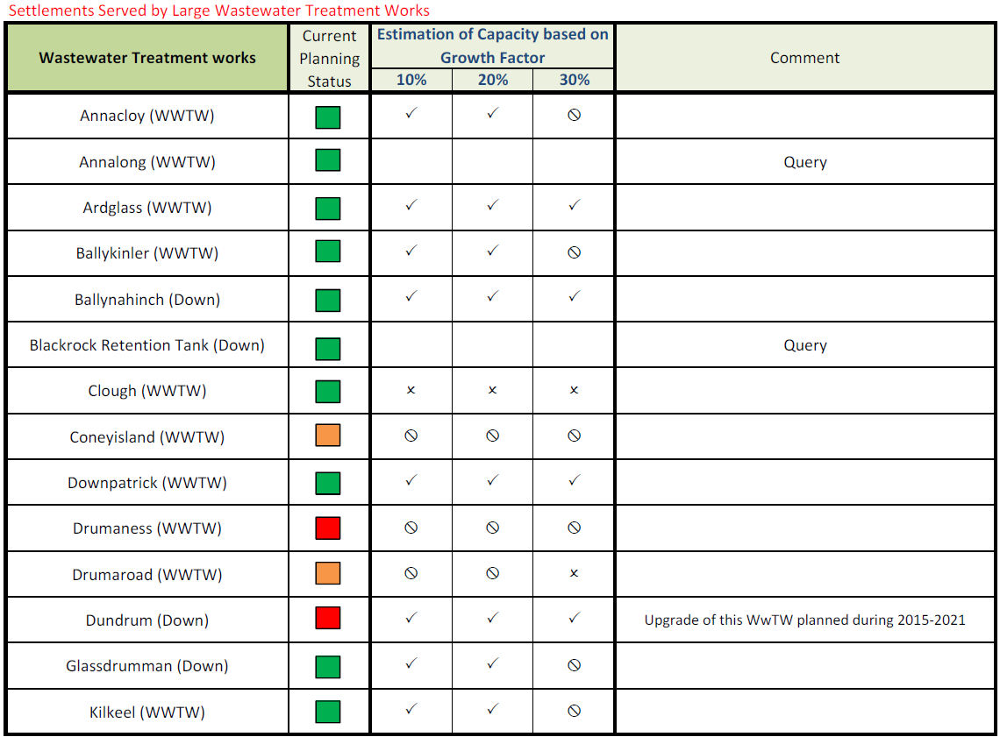 Settlements Served by Large Wastewater Treatment Works
Wastewater Treatment works
Current
Planning
Status
Estimation of Capacity based on
Growth Factor
Comment
10% 20% 30%
Annacloy (WWTW) ✓ ✓ 🛇
Annalong (WWTW) Query
Ardglass (WWTW) ✓ ✓ ✓
Ballykinler (WWTW) ✓ ✓ 🛇
Ballynahinch (Down) ✓ ✓ ✓
Blackrock Retention Tank (Down) Query
Clough (WWTW) x x x
Coneyisland (WWTW) 🛇 🛇 🛇
Downpatrick (WWTW) ✓ ✓ ✓
Drumaness (WWTW) 🛇 🛇 🛇
Drumaroad (WWTW) 🛇 🛇 x
Dundrum (Down) ✓ ✓ ✓ Upgrade of this WwTW planned during 2015-2021
Glassdrumman (Down) ✓ ✓ 🛇
Kilkeel (WWTW) ✓ ✓ 🛇